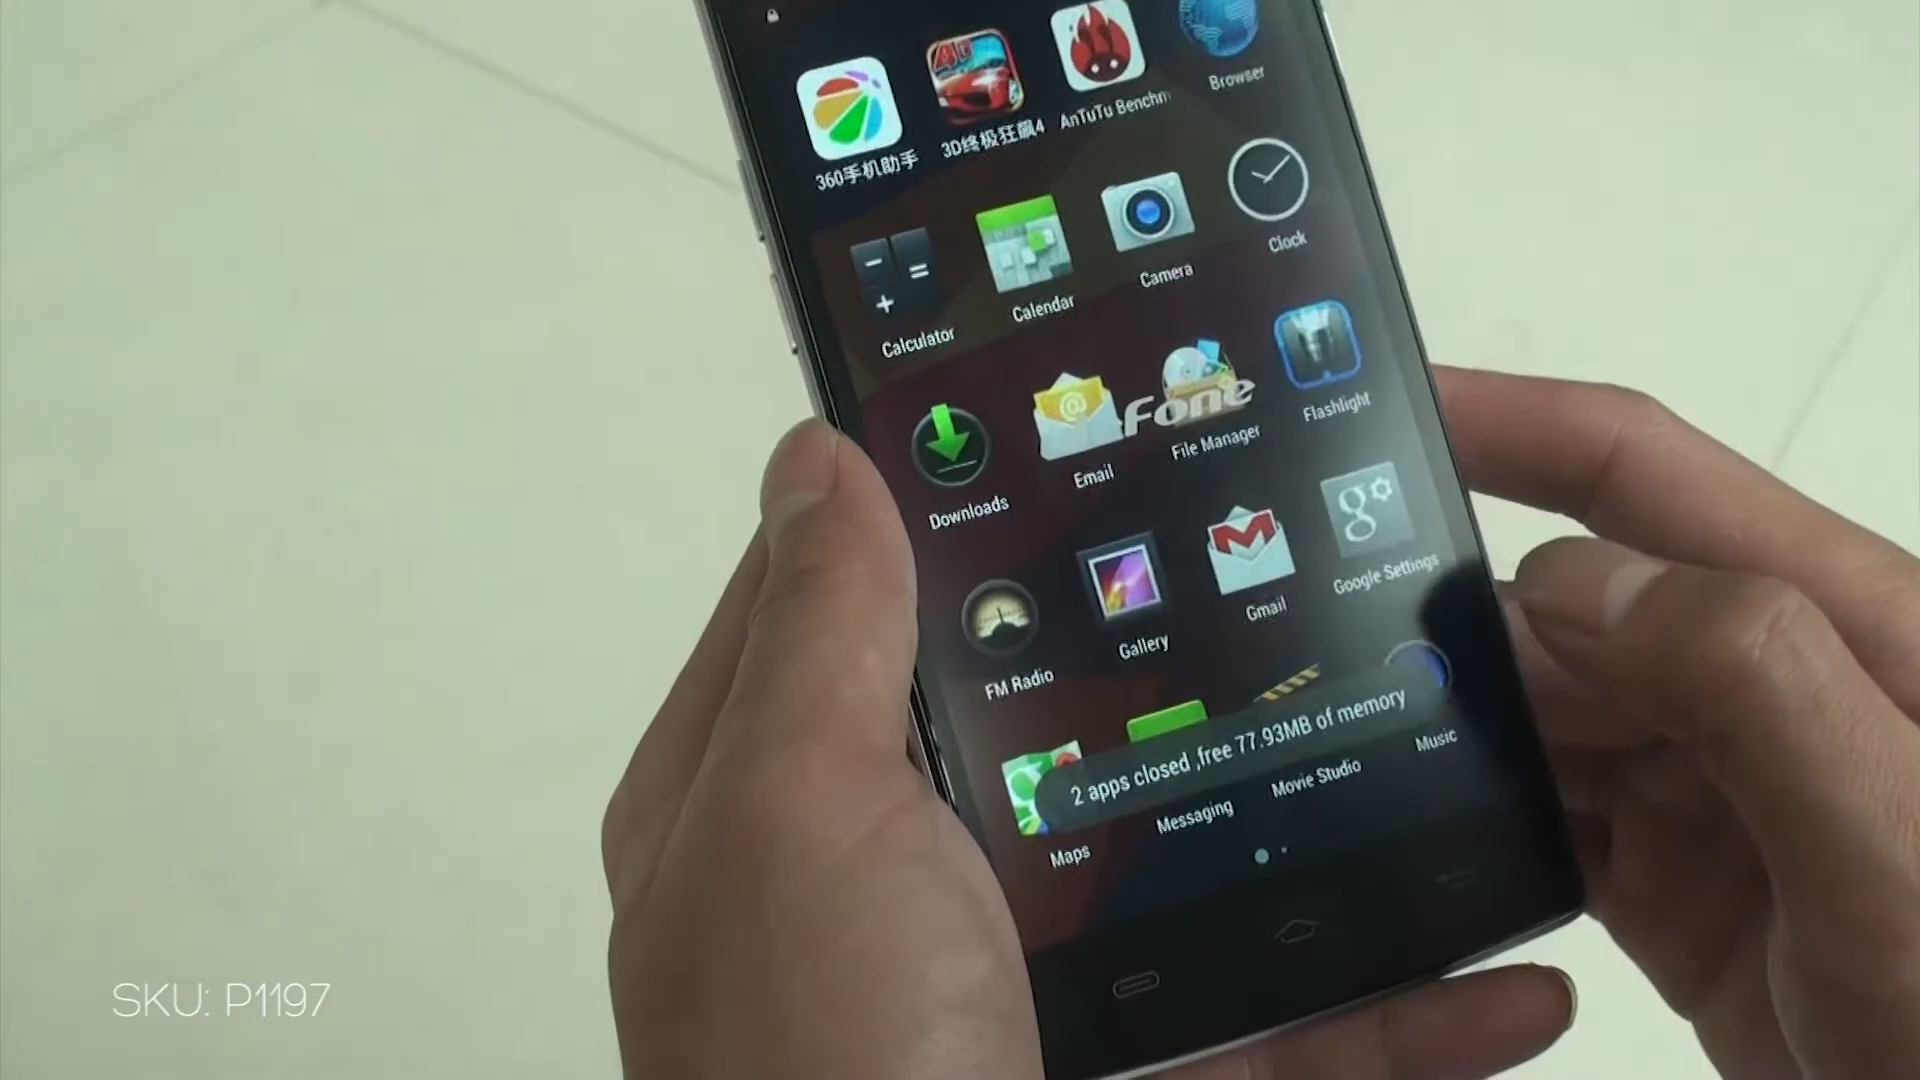 360手机助手
3D终极狂飙4
AnTuTu Benchm
Browser
Calculator
Calendar
Camera
Clock
Downloads
Email
File Manager
Flashlight
Fone
FM Radio
Gallery
Gmail
Google Settings
2 apps closed ,free 77.93MB of memory
Maps
Messaging
Movie Studio
Music
SKU: P1197